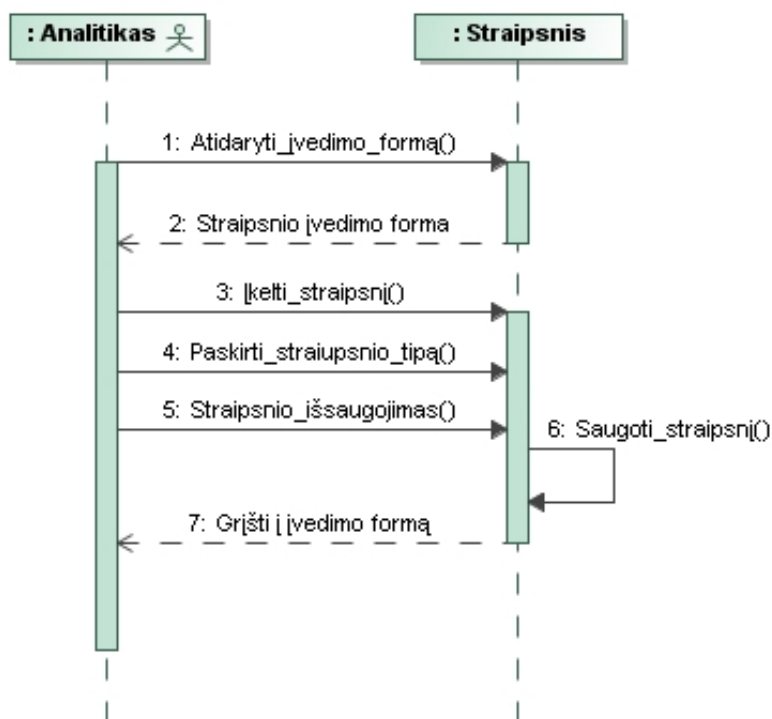 : Analitikas
: Straipsnis
1: Atidaryti_įvedimo_formą()
2: Straipsnio įvedimo forma
3: Įkelti_straipsnį()
4: Paskirti_straiupsnio_tipą()
5: Straipsnio_išsaugojimas()
6: Saugoti_straipsnį()
7: Grįšti į įvedimo formą